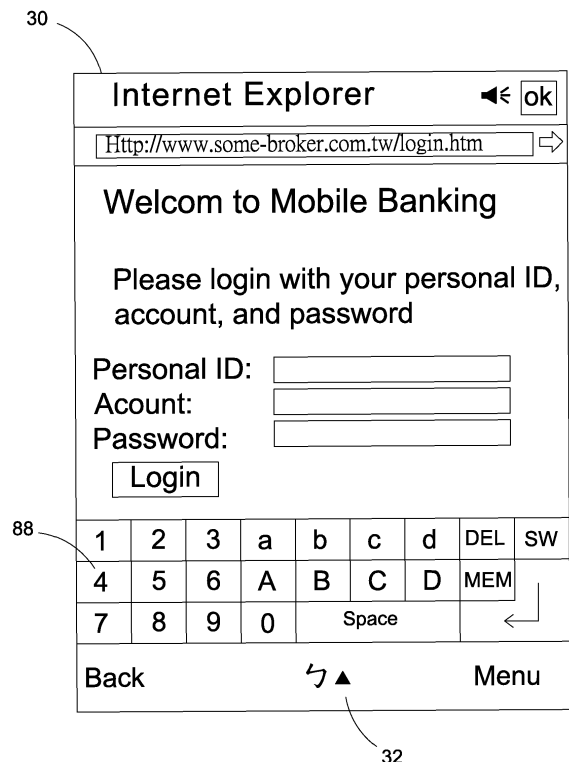 30
Internet Explorer ok
Http://www.some-broker.com.tw/login.htm
Welcom to Mobile Banking
Please login with your personal ID,
account, and password
Personal ID:
Acount:
Password:
Login
88
1 2 3 a b c d DEL SW
4 5 6 A B C D MEM
7 8 9 0 Space
Back ㄅ▲ Menu
32